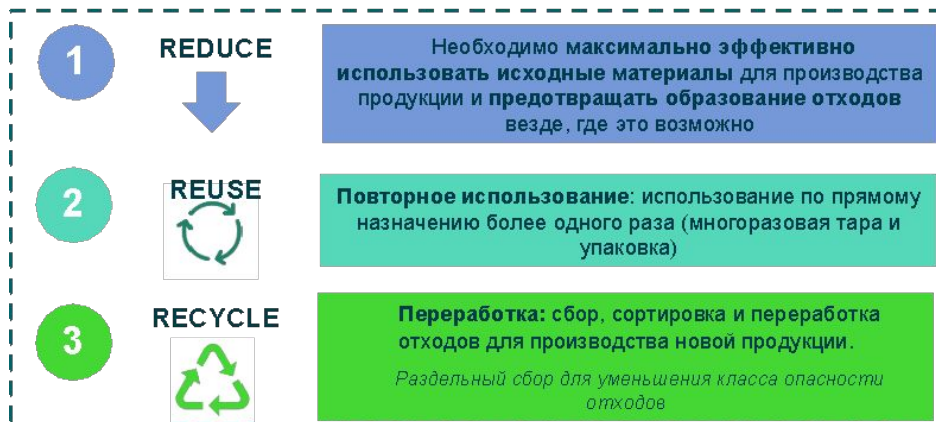 1
REDUCE
Необходимо максимально эффективно
использовать исходные материалы для производства
продукции и предотвращать образование отходов
везде, где это возможно
2
REUSE
Повторное использование: использование по прямому
назначению более одного раза (многоразовая тара и
упаковка)
3
RECYCLE
Переработка: сбор, сортировка и переработка
отходов для производства новой продукции.
Раздельный сбор для уменьшения класса опасности
отходов